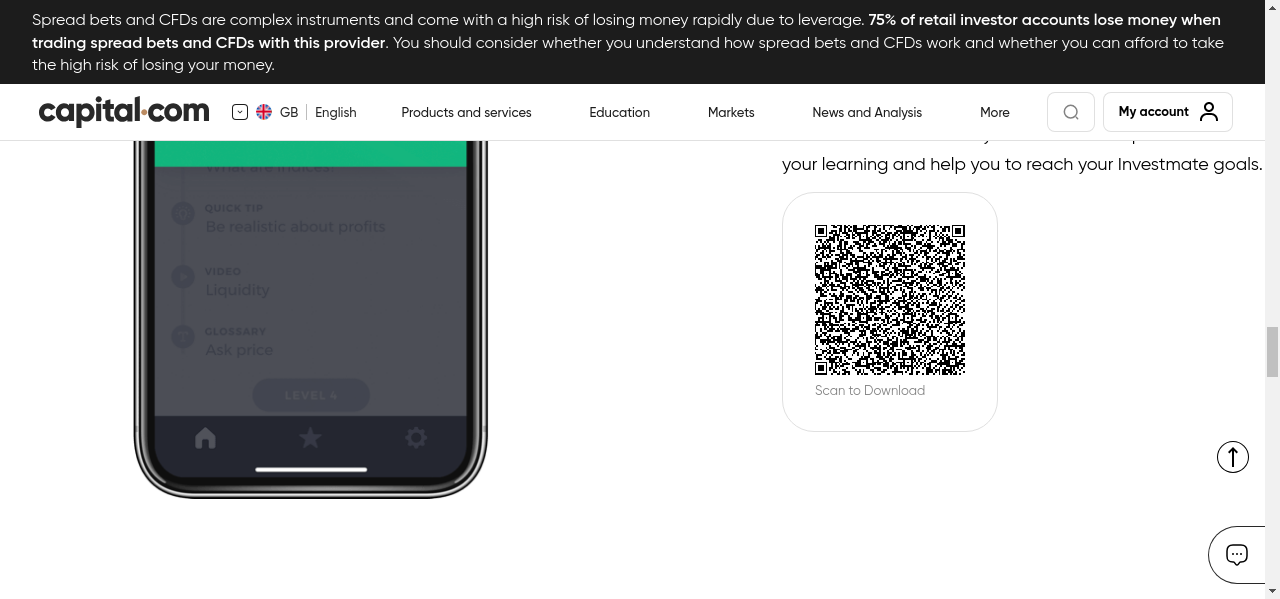 Spread bets and CFDs are complex instruments and come with a high risk of losing money rapidly due to leverage. 75% of retail investor accounts lose money when
trading spread bets and CFDs with this provider. You should consider whether you understand how spread bets and CFDs work and whether you can afford to take
the high risk of losing your money.
capital.com
GB English
Products and services
Education
Markets
News and Analysis
More
My account
your learning and help you to reach your Investmate goals.
What are indices?
QUICK TIP
Be realistic about profits
VIDEO
Liquidity
GLOSSARY
Ask price
LEVEL 4
Scan to Download